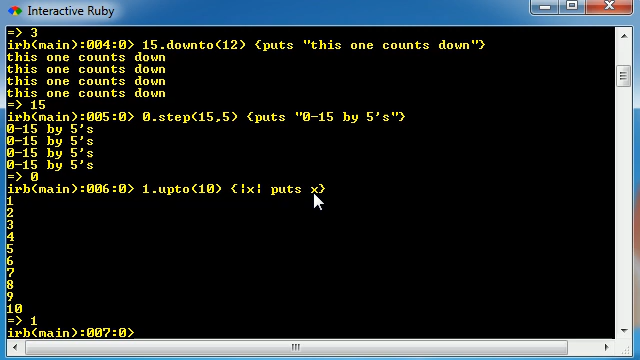 Interactive Ruby
=> 3
irb(main):004:0> 15.downto(12) {puts "this one counts down"}
this one counts down
this one counts down
this one counts down
this one counts down
=> 15
irb(main):005:0> 0.step(15,5) {puts "0-15 by 5's"}
0-15 by 5's
0-15 by 5's
0-15 by 5's
0-15 by 5's
=> 0
irb(main):006:0> 1.upto(10) {|x| puts x}
1
2
3
4
5
6
7
8
9
10
=> 1
irb(main):007:0>